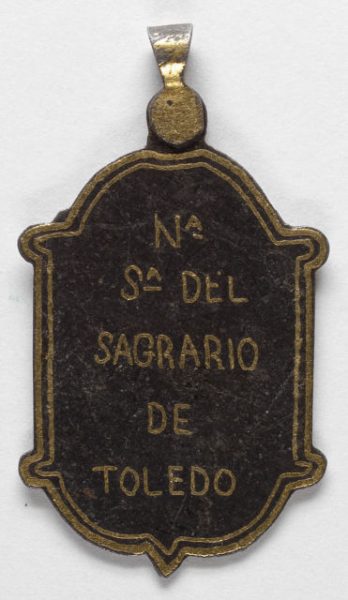 Nª
Sª DEL
SAGRARIO
DE
TOLEDO